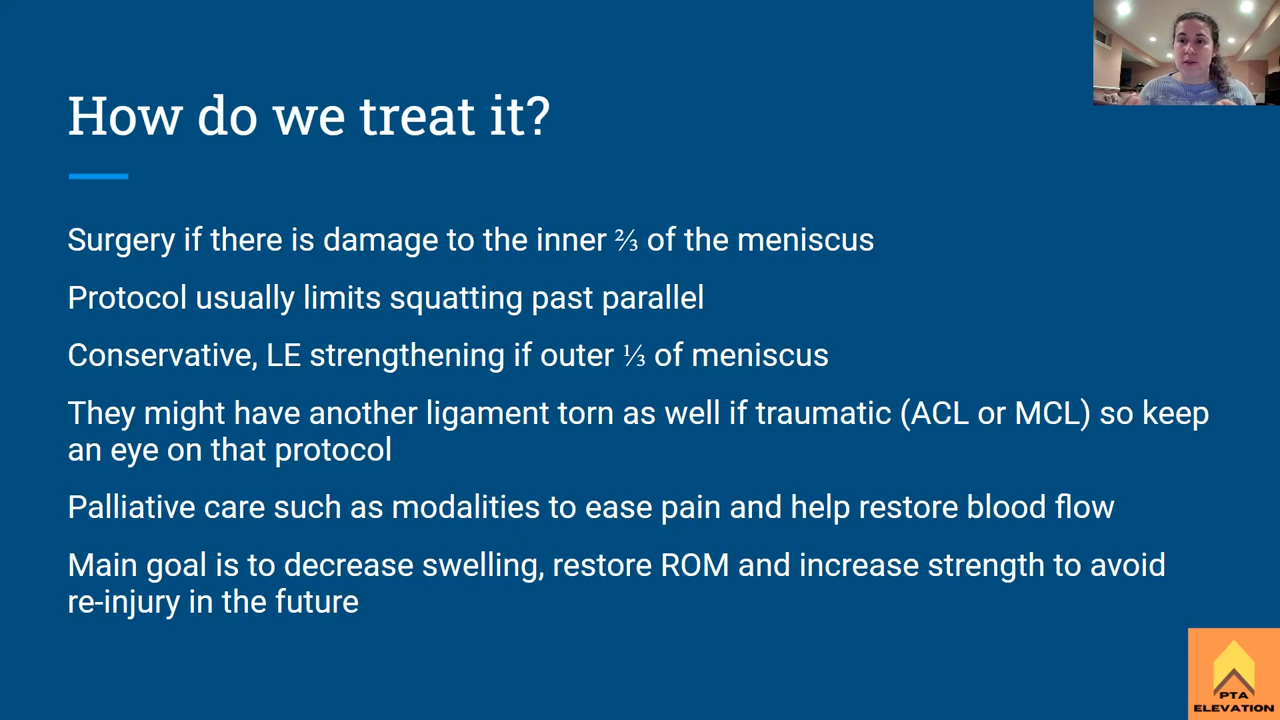 How do we treat it?
Surgery if there is damage to the inner ⅔ of the meniscus
Protocol usually limits squatting past parallel
Conservative, LE strengthening if outer ⅓ of meniscus
They might have another ligament torn as well if traumatic (ACL or MCL) so keep
an eye on that protocol
Palliative care such as modalities to ease pain and help restore blood flow
Main goal is to decrease swelling, restore ROM and increase strength to avoid
re-injury in the future
PTA
ELEVATION